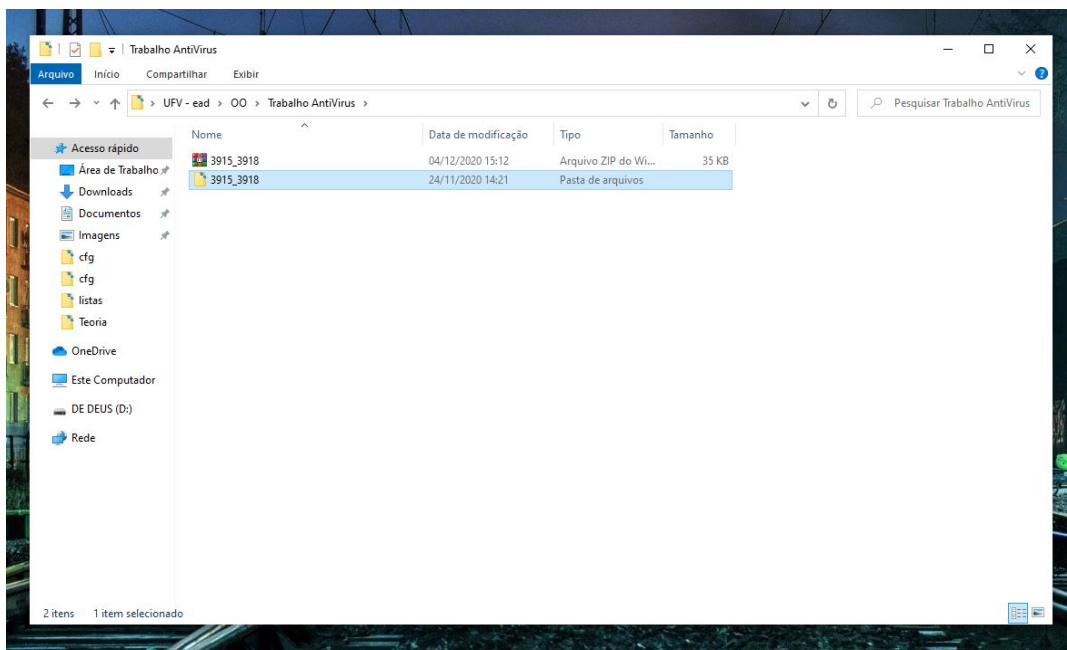 Trabalho AntiVirus
Arquivo Início Compartilhar Exibir
UFV - ead > OO > Trabalho AntiVirus >
Pesquisar Trabalho AntiVirus
Nome Data de modificação Tipo Tamanho
3915_3918 04/12/2020 15:12 Arquivo ZIP do Wi... 35 KB
3915_3918 24/11/2020 14:21 Pasta de arquivos
Acesso rápido
Área de Trabalho
Downloads
Documentos
Imagens
cfg
cfg
listas
Teoria
OneDrive
Este Computador
DE DEUS (D:)
Rede
2 itens 1 item selecionado